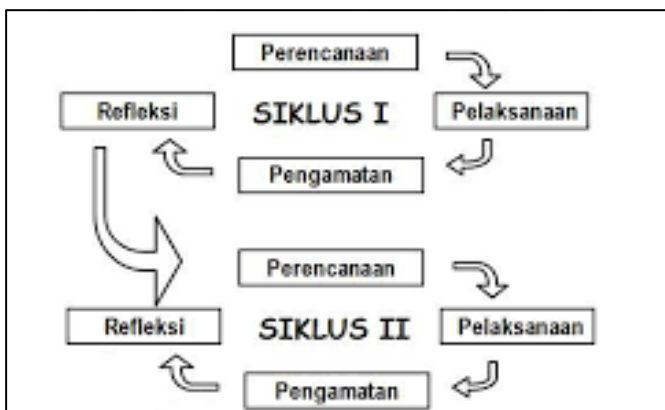 Perencanaan
Refleksi SIKLUS I Pelaksanaan
Pengamatan
Perencanaan
Refleksi SIKLUS II Pelaksanaan
Pengamatan